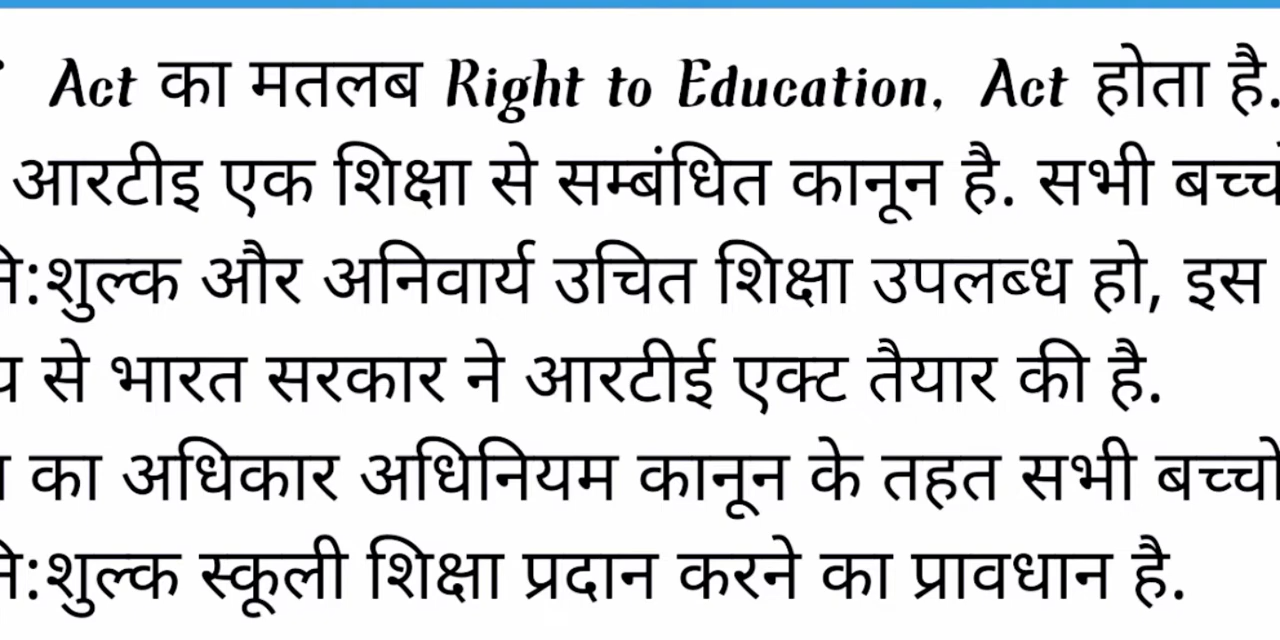 Act का मतलब Right to Education, Act होता है.
आरटीइ एक शिक्षा से सम्बंधित कानून है. सभी
शुल्क और अनिवार्य उचित शिक्षा उपलब्ध हो, इस
से भारत सरकार ने आरटीई एक्ट तैयार की है.
का अधिकार अधिनियम कानून के तहत सभी
शुल्क स्कूली शिक्षा प्रदान करने का प्रावधान है.